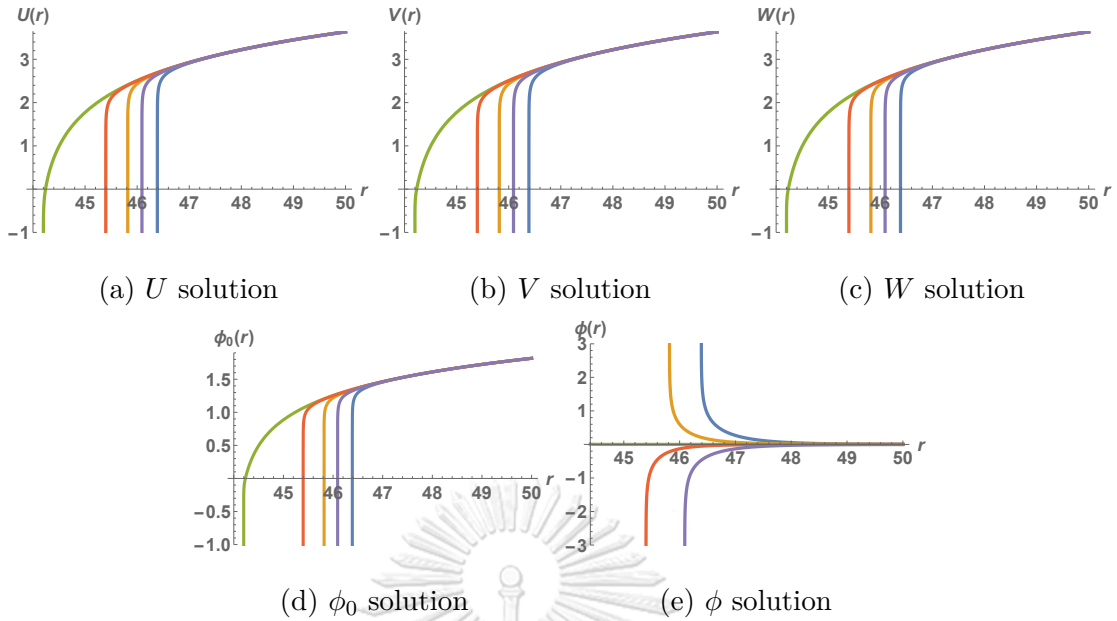 U(r) V(r) W(r)
3 3 3
2 2 2
1 1 1
r r r
45 46 47 48 49 50 45 46 47 48 49 50 45 46 47 48 49 50
−1 −1 −1
(a) U solution (b) V solution (c) W solution
ϕ₀(r) ϕ(r)
1.5 3
1.0 2
0.5 1
r r
45 46 47 48 49 50 45 46 47 48 49 50
−0.5 −1
−2
−1.0 −3
(d) ϕ₀ solution (e) ϕ solution